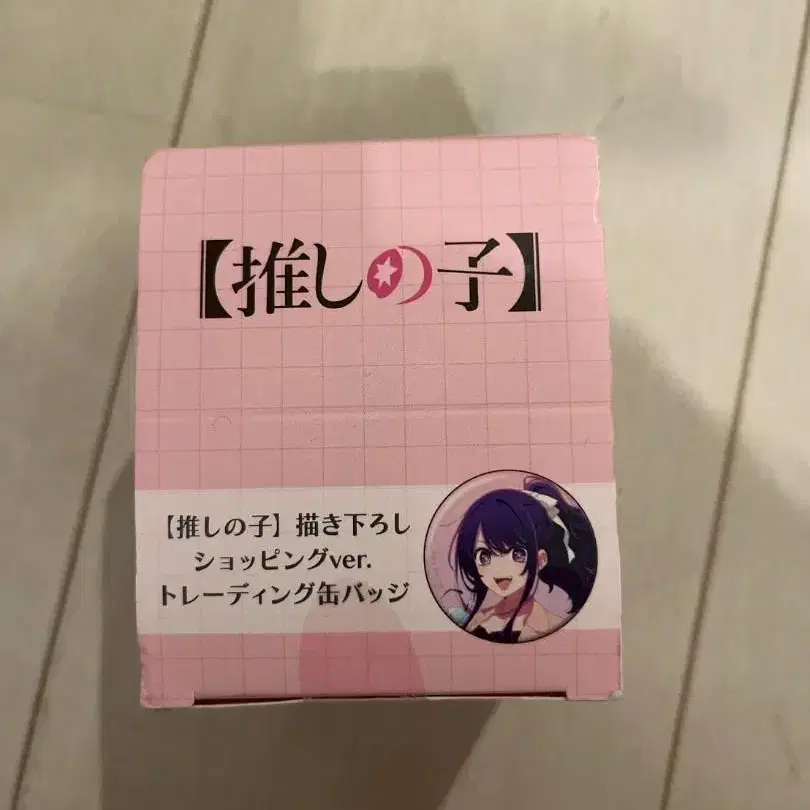 【推しの子】
【推しの子】描き下ろし
ショッピングver.
トレーディング缶バッジ